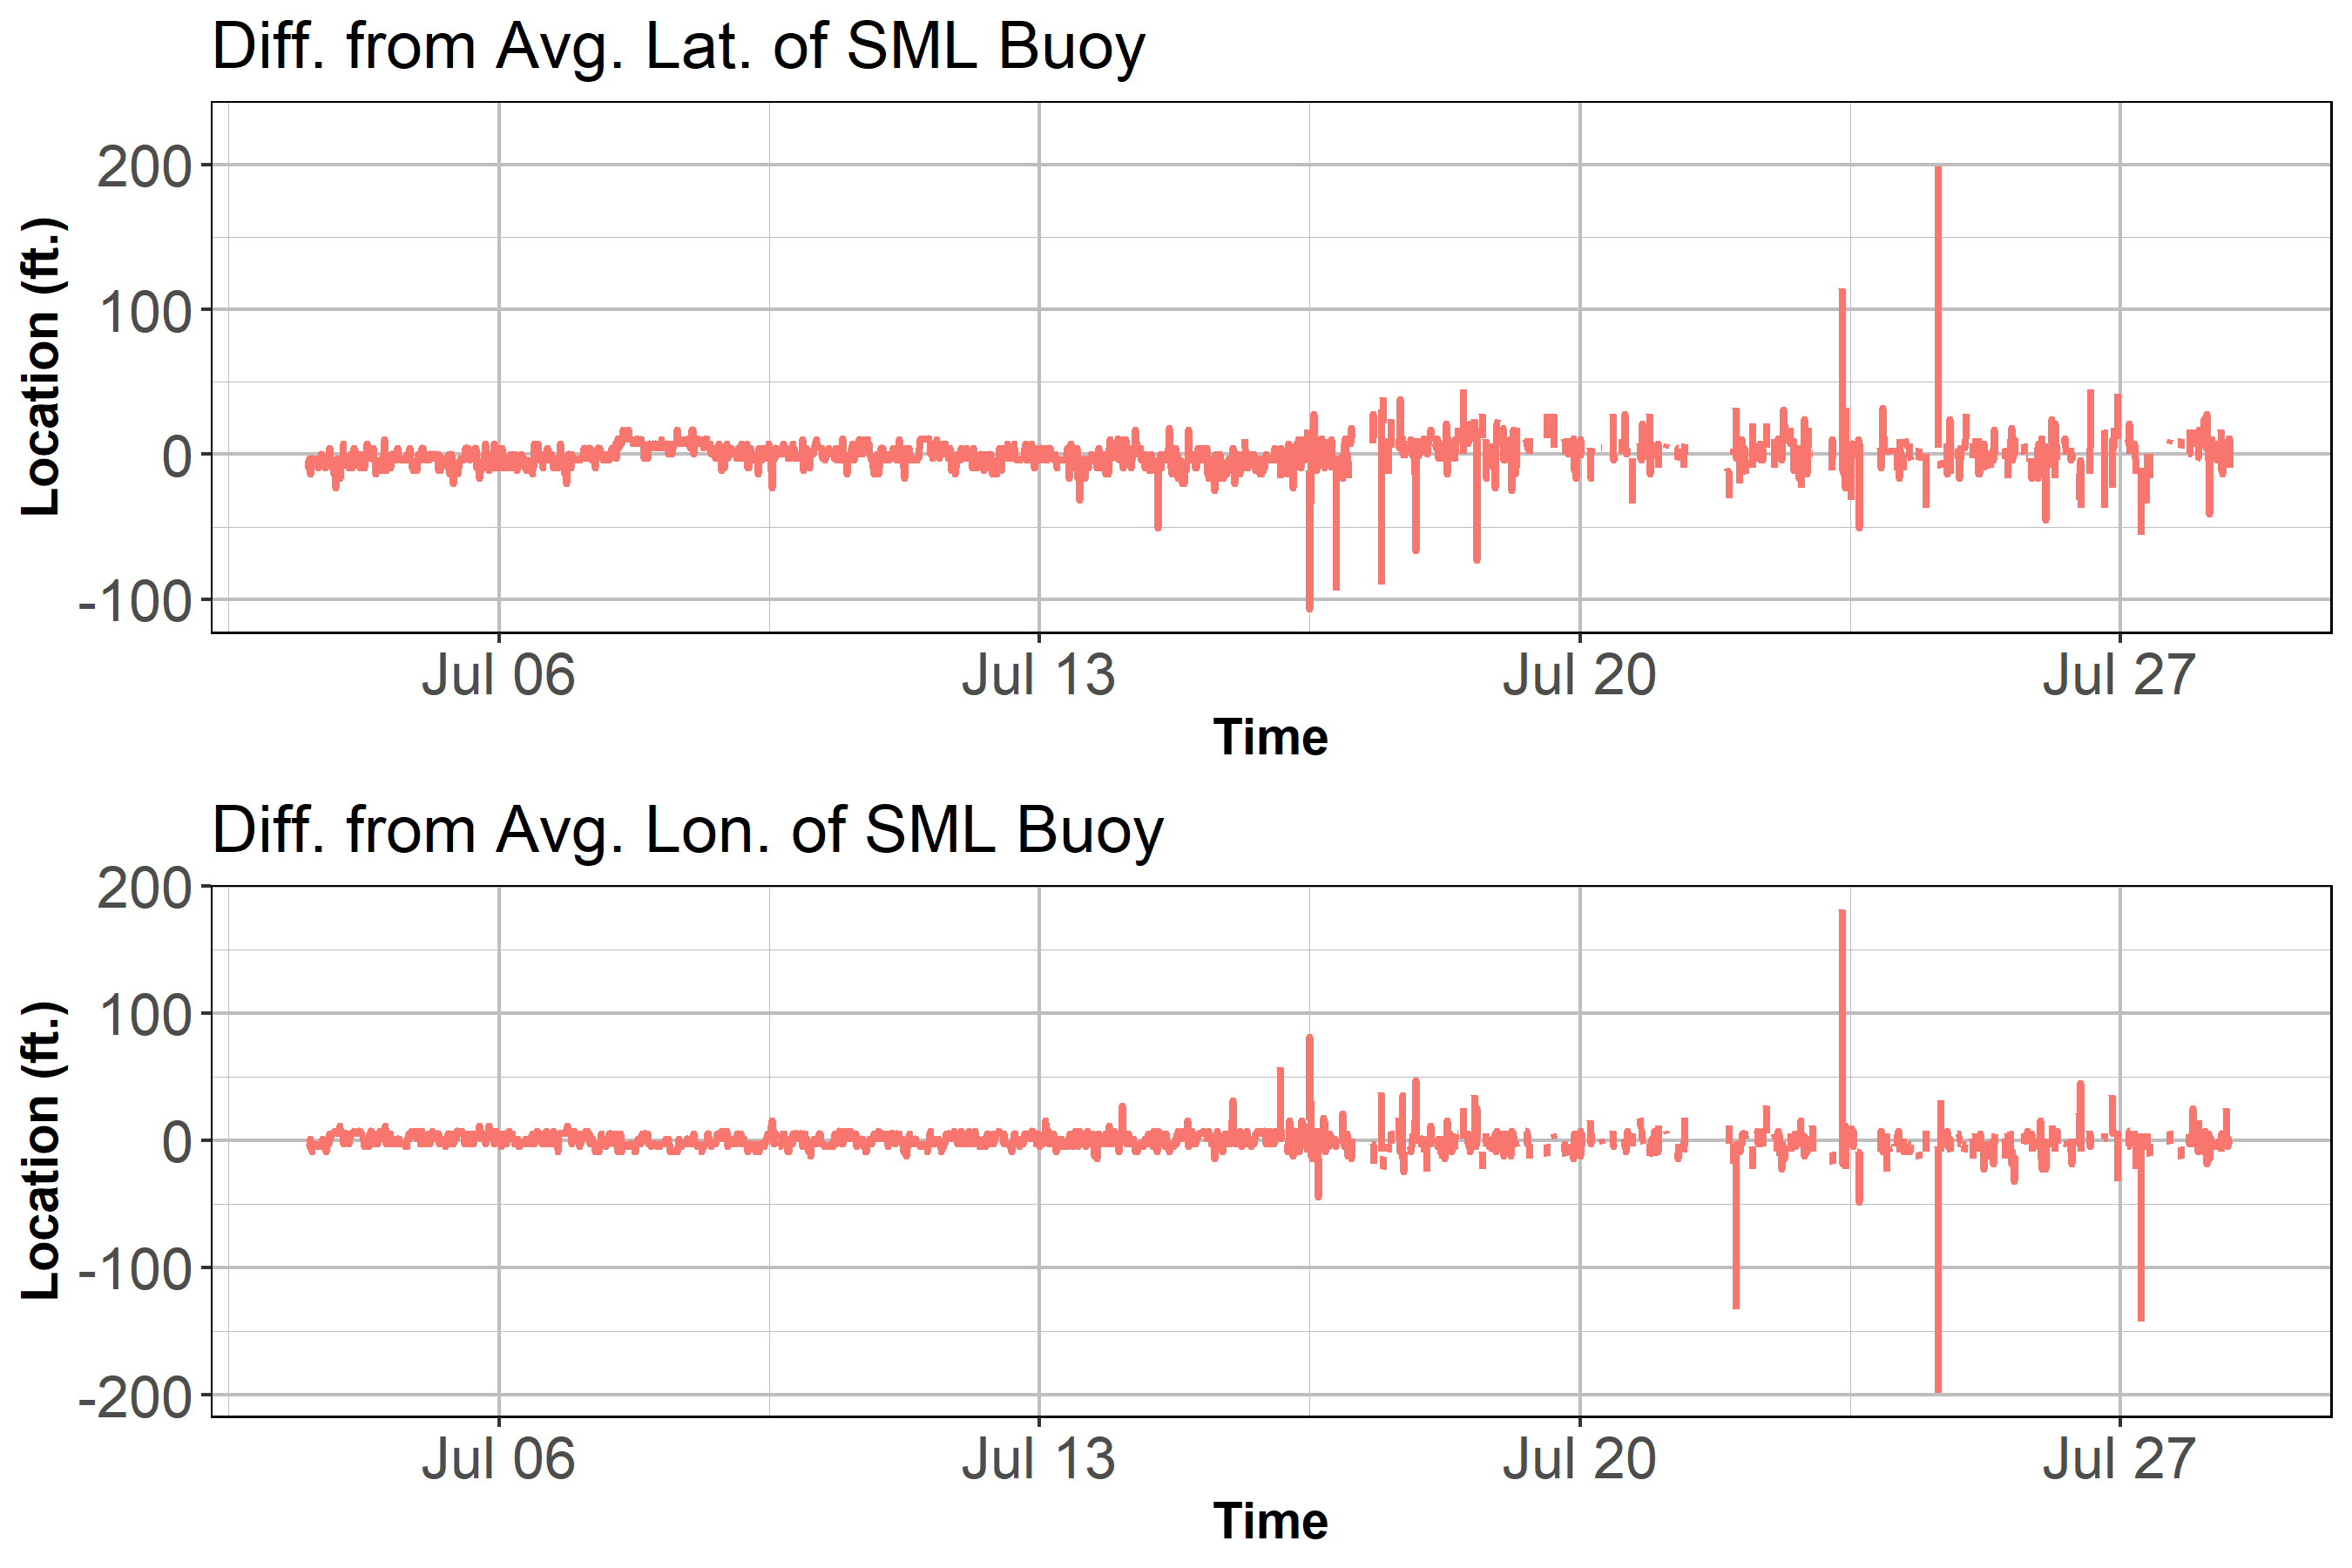 Diff. from Avg. Lat. of SML Buoy
200
100
0
-100
Location (ft.)
Jul 06 Jul 13 Jul 20 Jul 27
Time
Diff. from Avg. Lon. of SML Buoy
200
100
0
-100
-200
Location (ft.)
Jul 06 Jul 13 Jul 20 Jul 27
Time